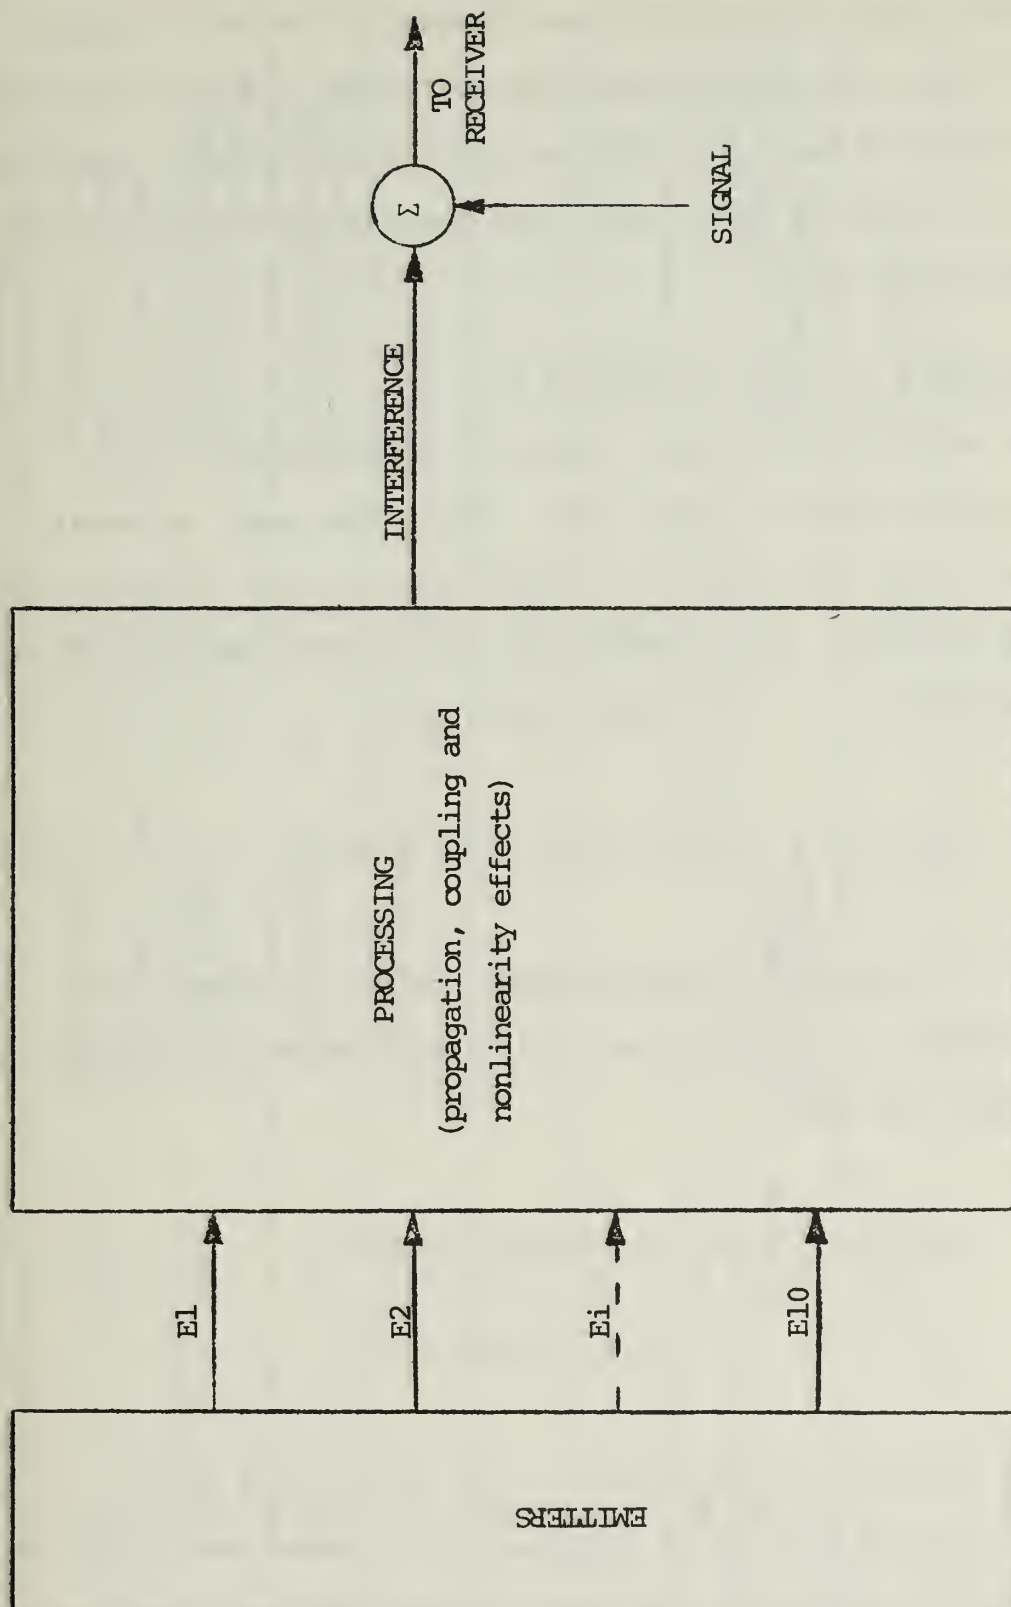 EMITTERS
E1
E2
Ei
E10
PROCESSING
(propagation, coupling and
nonlinearity effects)
INTERFERENCE
Σ
TO
RECEIVER
SIGNAL